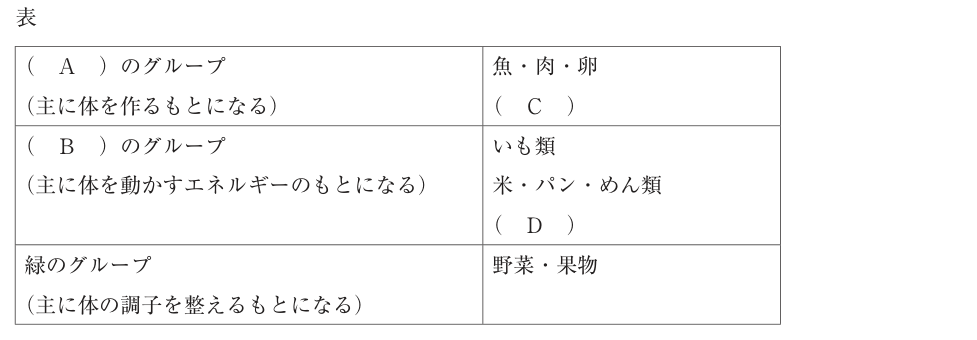 表
（　A　）のグループ
（主に体を作るもとになる）
魚・肉・卵
（　C　）
（　B　）のグループ
（主に体を動かすエネルギーのもとになる）
いも類
米・パン・めん類
（　D　）
緑のグループ
（主に体の調子を整えるもとになる）
野菜・果物